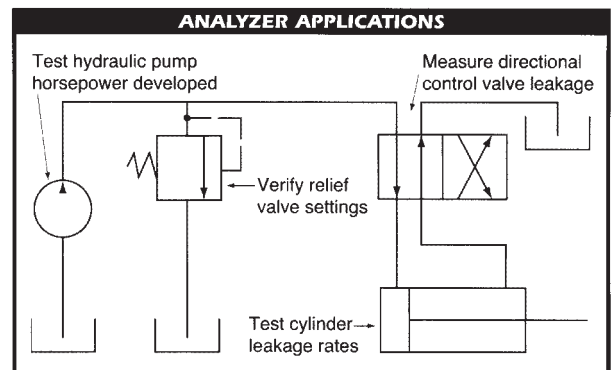 ANALYZER APPLICATIONS
Test hydraulic pump
horsepower developed
Measure directional
control valve leakage
Verify relief
valve settings
Test cylinder
leakage rates